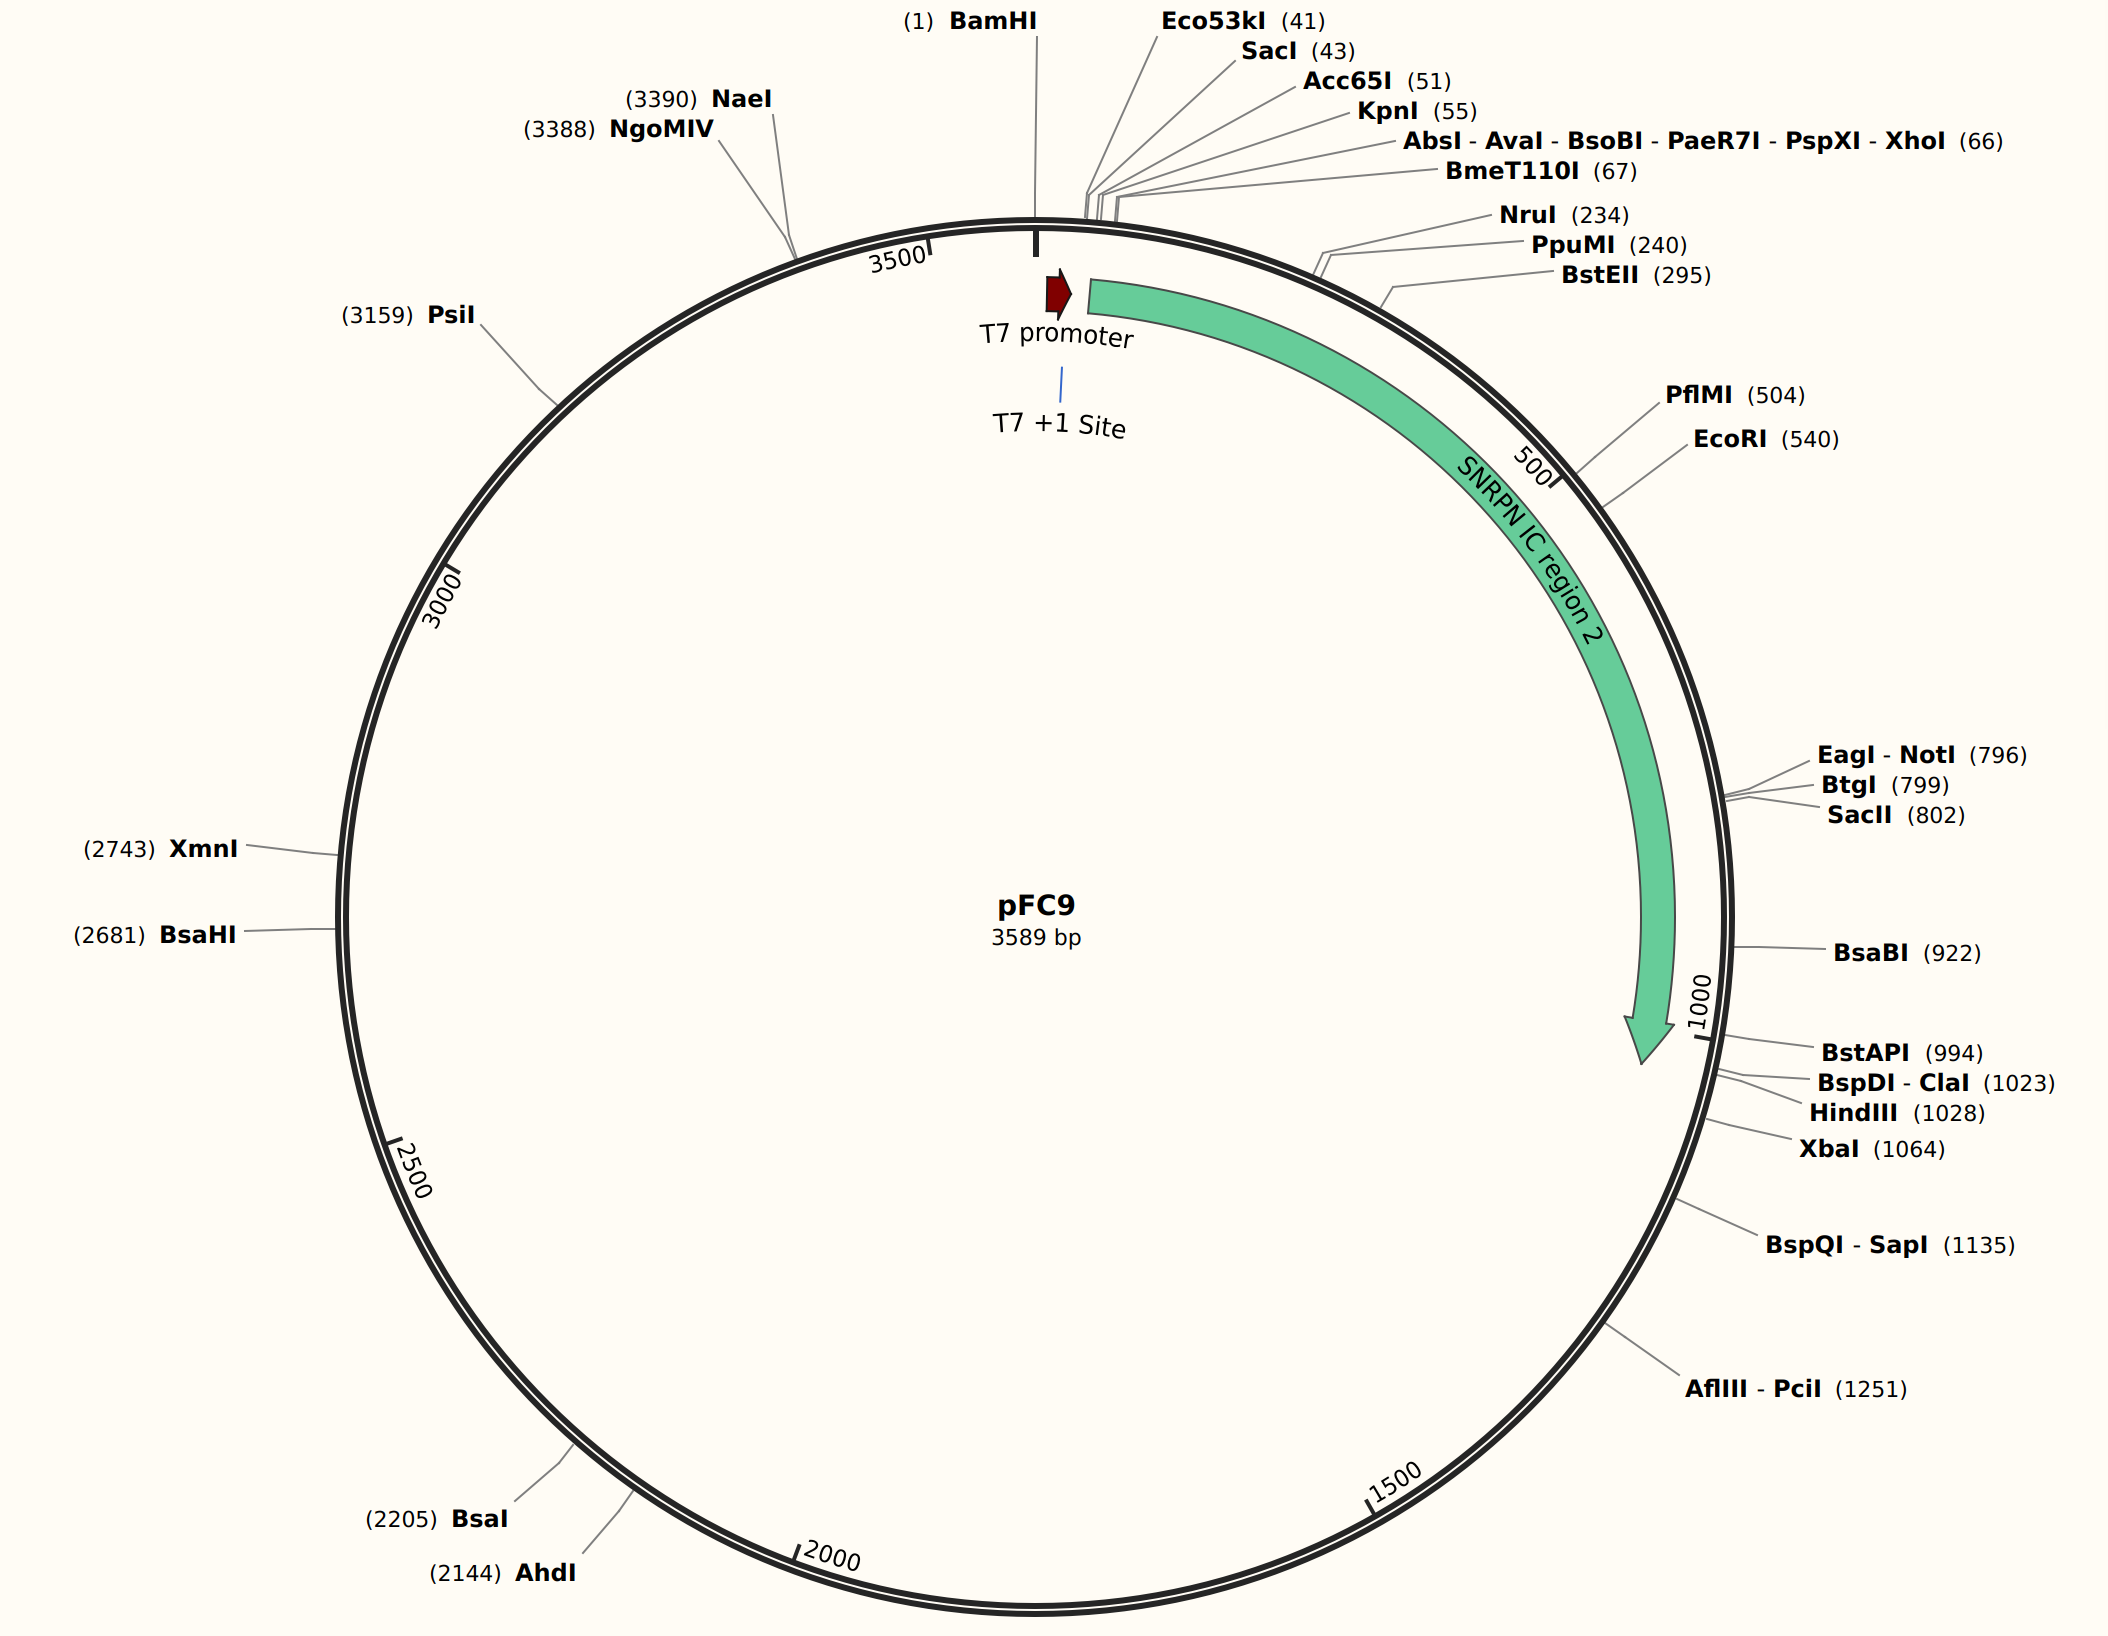 (1) BamHI
Eco53kI (41)
SacI (43)
Acc65I (51)
KpnI (55)
AbsI - AvaI - BsoBI - PaeR7I - PspXI - XhoI (66)
BmeT110I (67)
NruI (234)
PpuMI (240)
BstEII (295)
PflMI (504)
EcoRI (540)
EagI - NotI (796)
BtgI (799)
SacII (802)
BsaBI (922)
BstAPI (994)
BspDI - ClaI (1023)
HindIII (1028)
XbaI (1064)
BspQI - SapI (1135)
AflIII - PciI (1251)
(2144) AhdI
(2205) BsaI
(2681) BsaHI
(2743) XmnI
(3159) PsiI
(3388) NgoMIV
(3390) NaeI
500
1000
1500
2000
2500
3000
3500
T7 promoter
T7 +1 Site
SNRPN IC region 2
pFC9
3589 bp